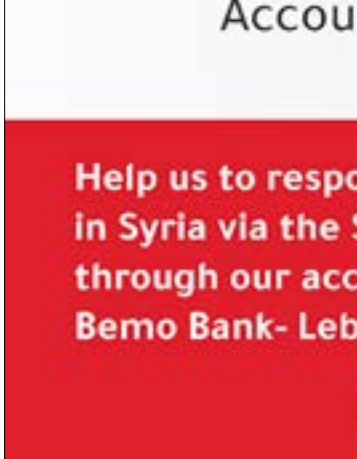 Accou
Help us to respo
in Syria via the S
through our acc
Bemo Bank- Leb